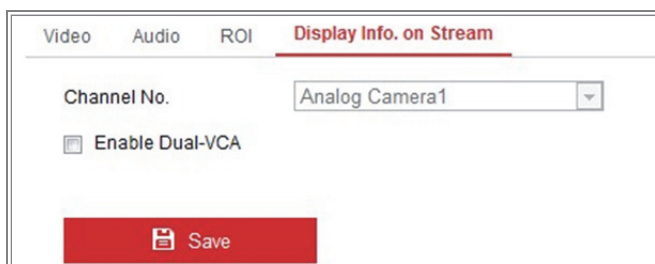 Video Audio ROI Display Info. on Stream
Channel No. Analog Camera1
Enable Dual-VCA
Save